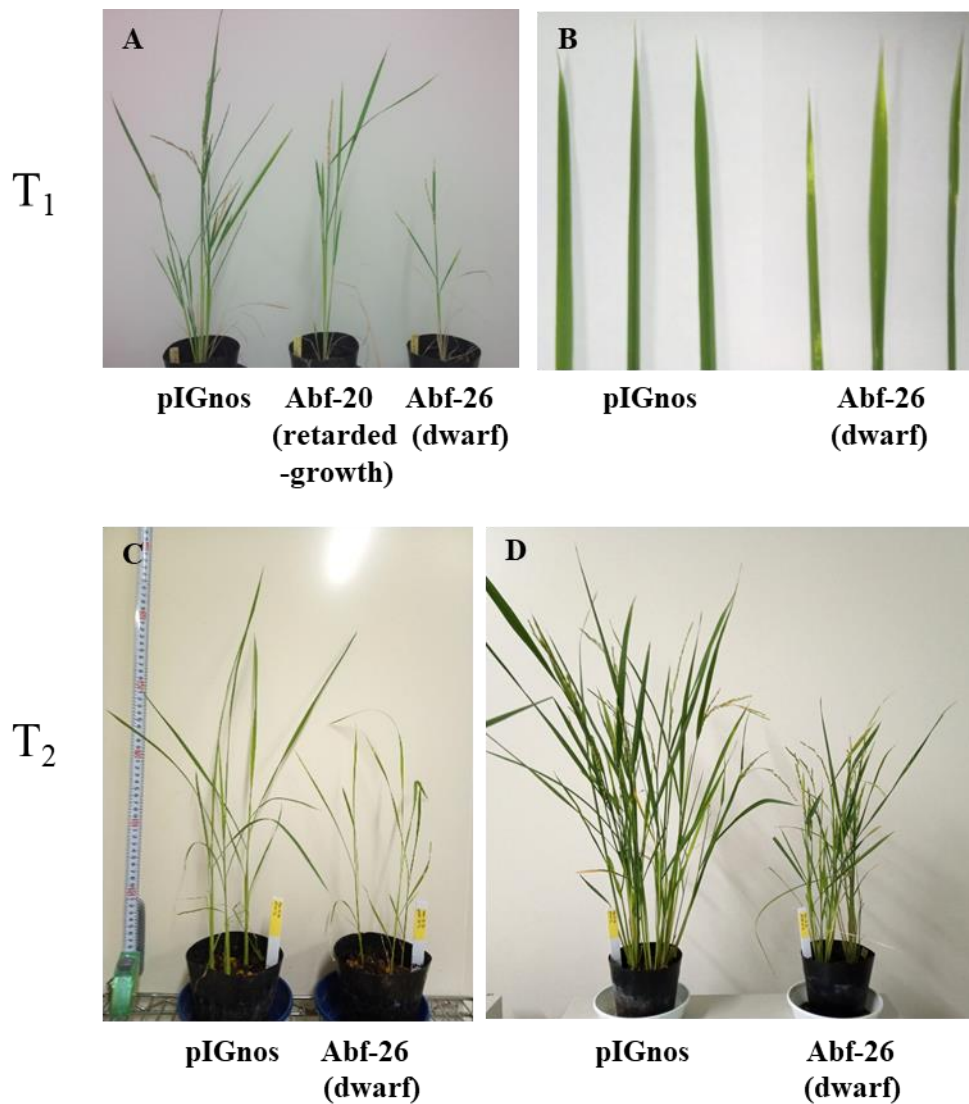 A
B
T1
pIGnos Abf-20 Abf-26
(retarded (dwarf)
-growth)
pIGnos Abf-26
(dwarf)
C
D
T2
pIGnos Abf-26
(dwarf)
pIGnos Abf-26
(dwarf)